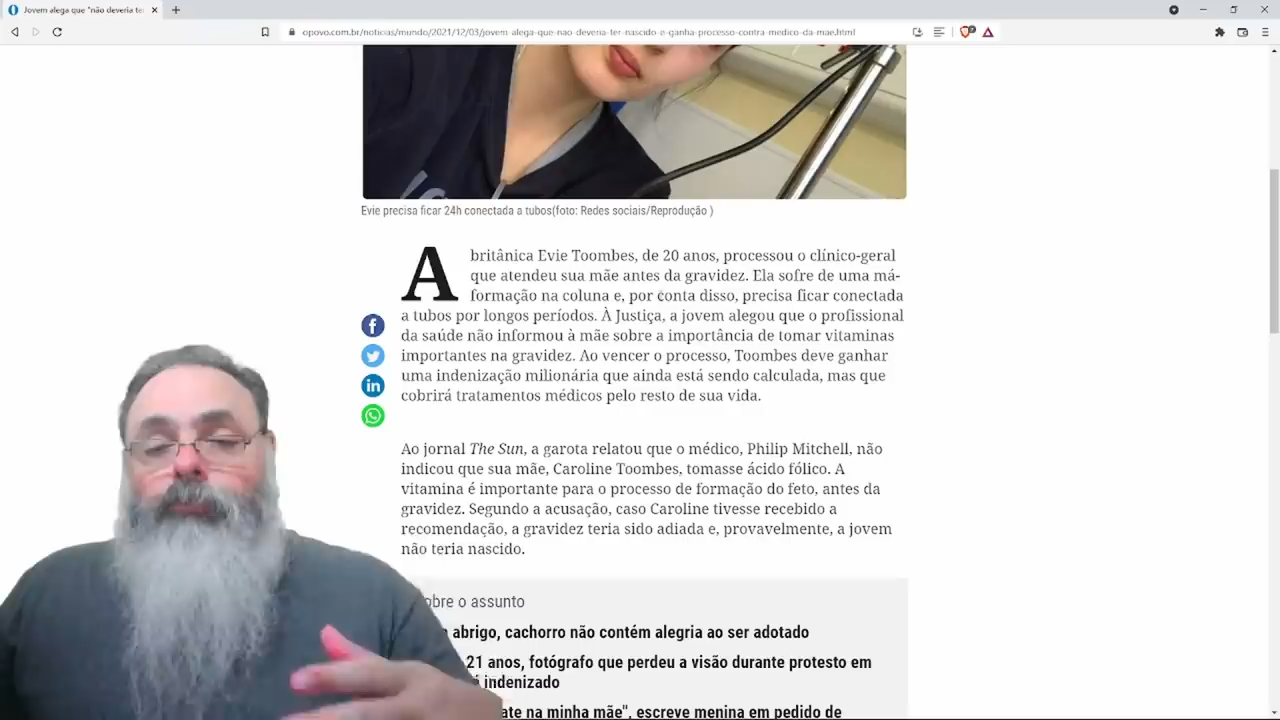 Jovem alega que "não deveria te
opovo.com.br/noticias/mundo/2021/12/03/jovem-alega-que-nao-deveria-ter-nascido-e-ganha-processo-contra-medico-da-mae.html
Evie precisa ficar 24h conectada a tubos(foto: Redes sociais/Reprodução )
A britânica Evie Toombes, de 20 anos, processou o clínico-geral
que atendeu sua mãe antes da gravidez. Ela sofre de uma má-
formação na coluna e, por conta disso, precisa ficar conectada
a tubos por longos períodos. À Justiça, a jovem alegou que o profissional
da saúde não informou à mãe sobre a importância de tomar vitaminas
importantes na gravidez. Ao vencer o processo, Toombes deve ganhar
uma indenização milionária que ainda está sendo calculada, mas que
cobrirá tratamentos médicos pelo resto de sua vida.
Ao jornal The Sun, a garota relatou que o médico, Philip Mitchell, não
indicou que sua mãe, Caroline Toombes, tomasse ácido fólico. A
vitamina é importante para o processo de formação do feto, antes da
gravidez. Segundo a acusação, caso Caroline tivesse recebido a
recomendação, a gravidez teria sido adiada e, provavelmente, a jovem
não teria nascido.
obre o assunto
abrigo, cachorro não contém alegria ao ser adotado
21 anos, fotógrafo que perdeu a visão durante protesto em
indenizado
ate na minha mãe", escreve menina em pedido de